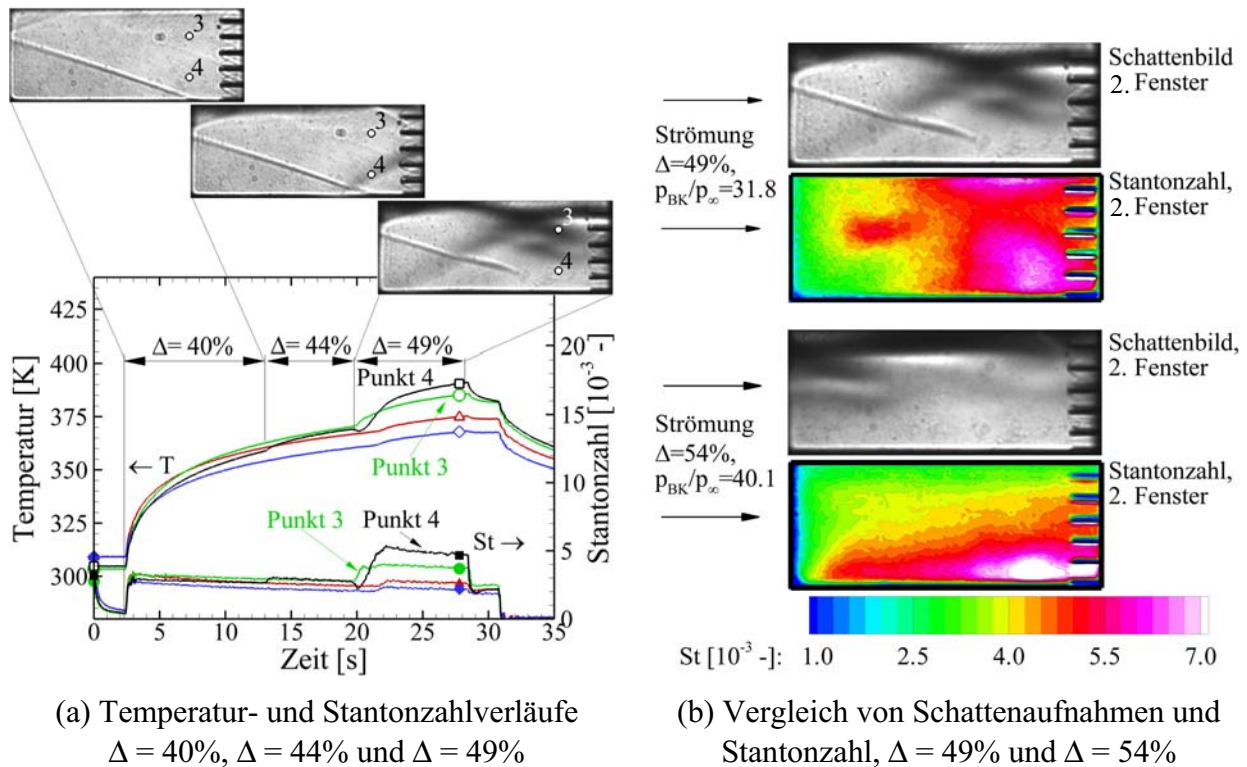 3
4
3
4
3
4
Temperatur [K]
425
400
375
350
325
300
Δ= 40%
Δ= 44%
Δ= 49%
Punkt 4
Punkt 3
← T
Punkt 3
Punkt 4
St →
20
15
10
5
0
Stantonzahl [10⁻³ -]
0 5 10 15 20 25 30 35
Zeit [s]
(a) Temperatur- und Stantonzahlverläufe
Δ = 40%, Δ = 44% und Δ = 49%
Schattenbild
2. Fenster
Strömung
Δ=49%,
p_BK/p_∞=31.8
Stantonzahl,
2. Fenster
Schattenbild,
2. Fenster
Strömung
Δ=54%,
p_BK/p_∞=40.1
Stantonzahl,
2. Fenster
St [10⁻³ -]: 1.0 2.5 4.0 5.5 7.0
(b) Vergleich von Schattenaufnahmen und
Stantonzahl, Δ = 49% und Δ = 54%